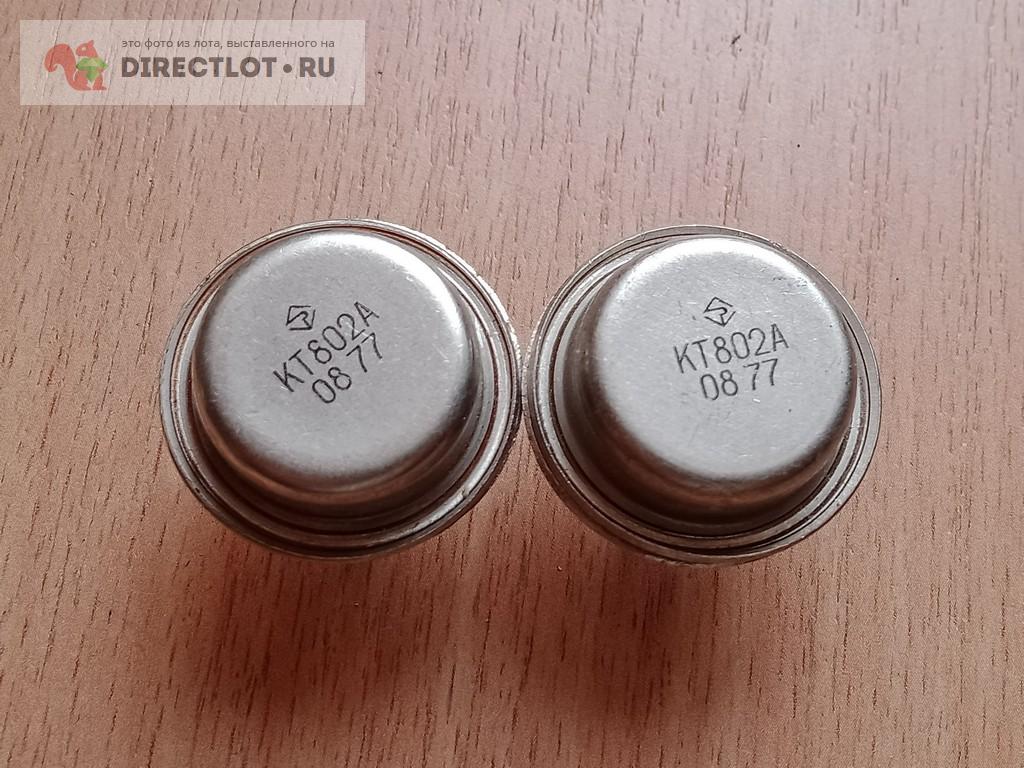 это фото из лота, выставленного на
DIRECTLOT•RU
КТ802А
08 77
КТ802А
08 77